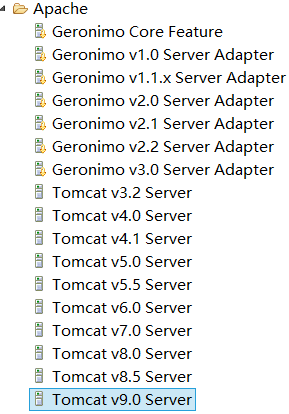 Apache
Geronimo Core Feature
Geronimo v1.0 Server Adapter
Geronimo v1.1.x Server Adapter
Geronimo v2.0 Server Adapter
Geronimo v2.1 Server Adapter
Geronimo v2.2 Server Adapter
Geronimo v3.0 Server Adapter
Tomcat v3.2 Server
Tomcat v4.0 Server
Tomcat v4.1 Server
Tomcat v5.0 Server
Tomcat v5.5 Server
Tomcat v6.0 Server
Tomcat v7.0 Server
Tomcat v8.0 Server
Tomcat v8.5 Server
Tomcat v9.0 Server